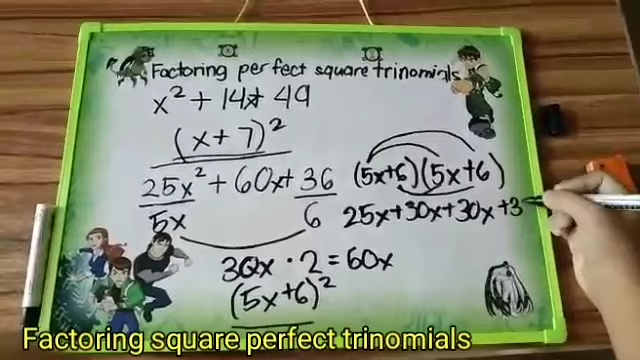 Factoring perfect square trinomials
x² + 14x + 49
(x + 7)²
25x² + 60x + 36
5x 6
30x · 2 = 60x
(5x+6)²
(5x+6)(5x+6)
25x+30x+30x+3
Factoring square perfect trinomials